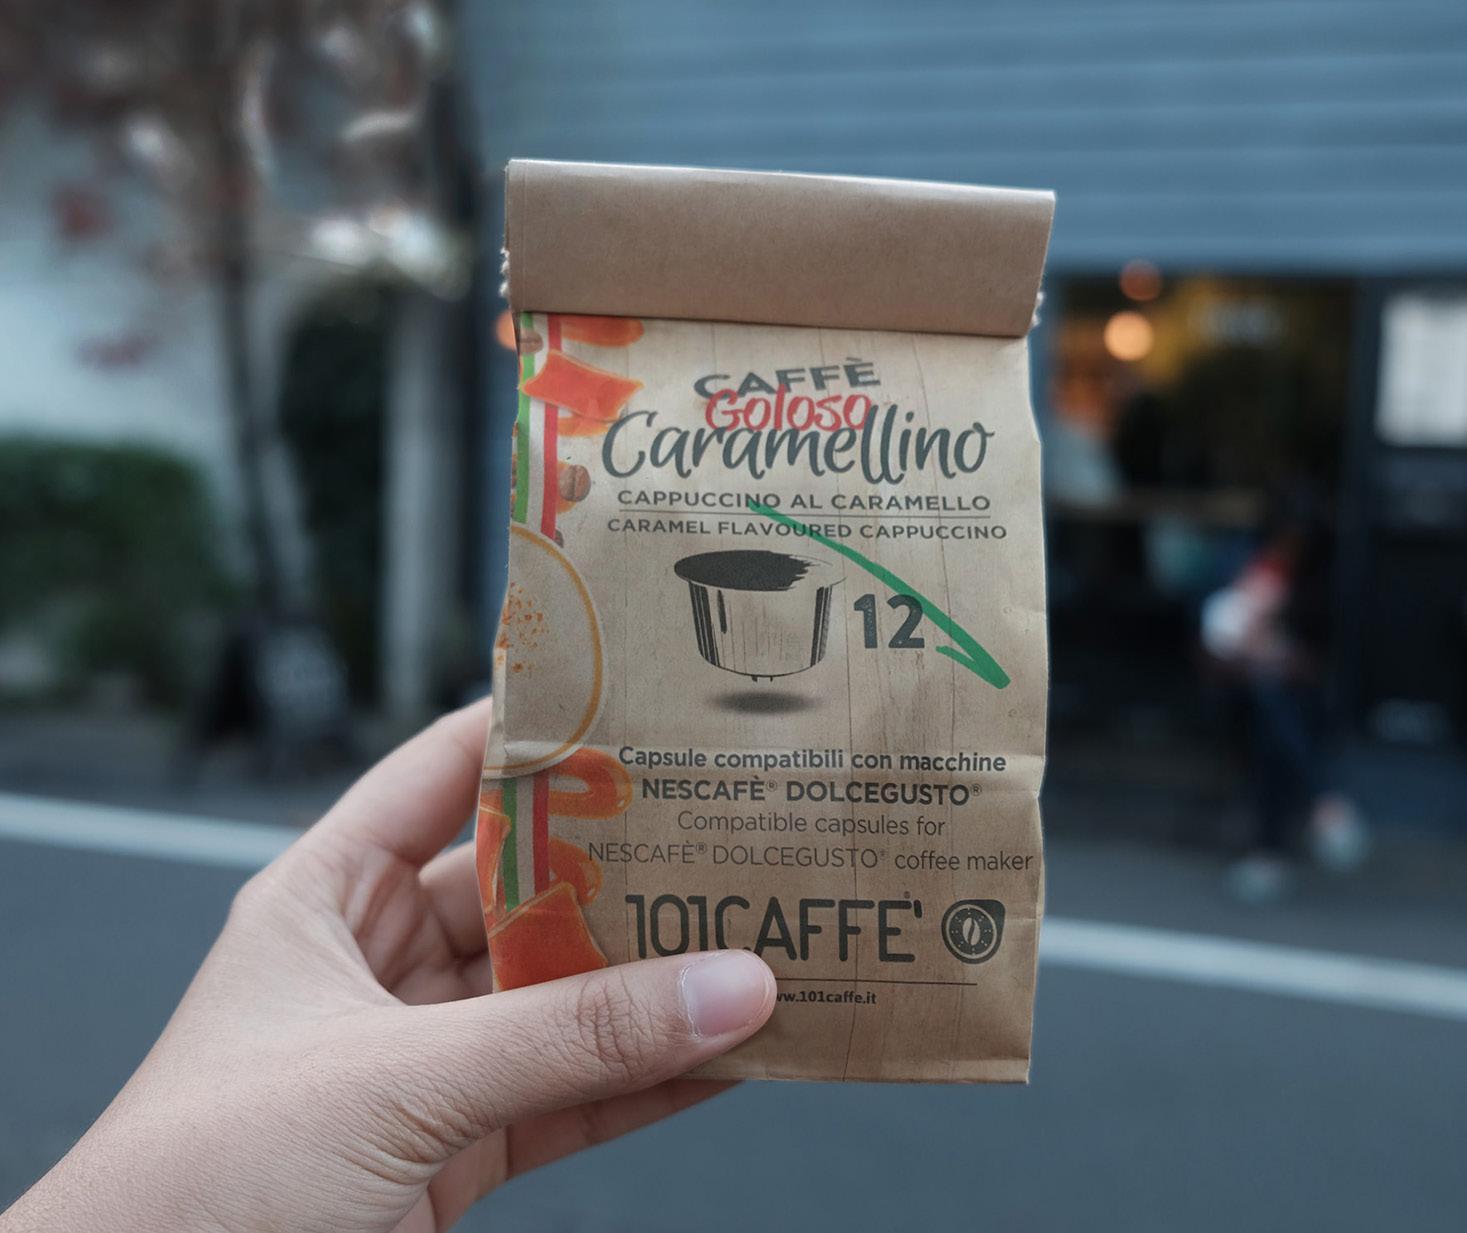 CAFFÈ
Goloso
Caramellino
CAPPUCCINO AL CARAMELLO
CARAMEL FLAVOURED CAPPUCCINO
12
Capsule compatibili con macchine
NESCAFÈ® DOLCEGUSTO®
Compatible capsules for
NESCAFÈ® DOLCEGUSTO® coffee maker
101CAFFE'®
w.101caffe.it